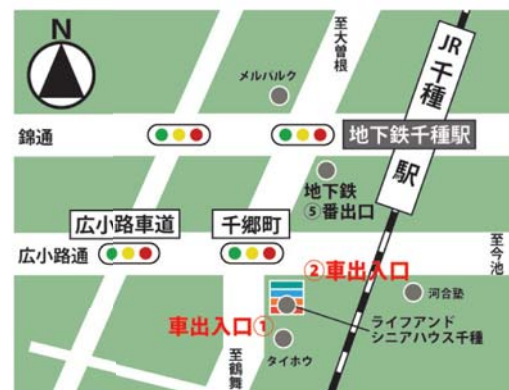 N
至大曽根
JR千種駅
メルパルク
錦通
地下鉄千種駅
地下鉄
⑤番出口
広小路車道
千郷町
広小路通
至今池
②車出入口
河合塾
車出入口①
ライフアンド
シニアハウス千種
タイホウ
至鶴舞